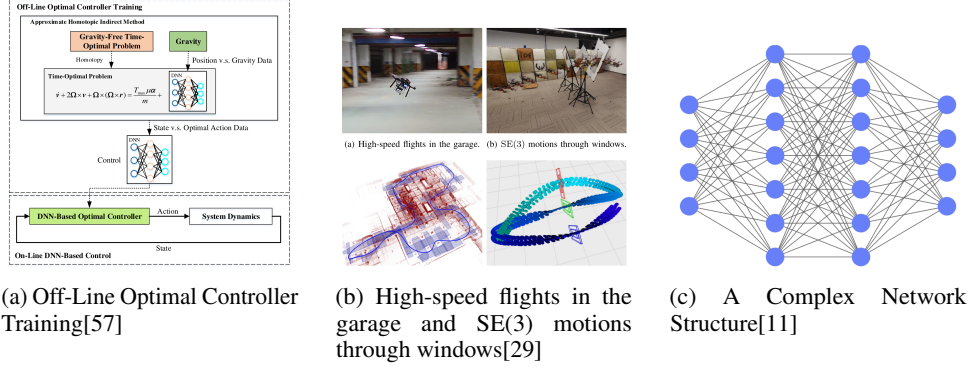 Off-Line Optimal Controller Training
Approximate Homotopic Indirect Method
Gravity-Free Time-
Optimal Problem
Gravity
Homotopy
Position v.s. Gravity Data
Time-Optimal Problem
DNN
v̇ + 2Ω × v + Ω × (Ω × r) = T_max μα / m +
State v.s. Optimal Action Data
DNN
Control
DNN-Based Optimal Controller
Action
System Dynamics
State
On-Line DNN-Based Control
(a) High-speed flights in the garage.
(b) SE(3) motions through windows.
(a) Off-Line Optimal Controller
Training[57]
(b) High-speed flights in the
garage and SE(3) motions
through windows[29]
(c) A Complex Network
Structure[11]